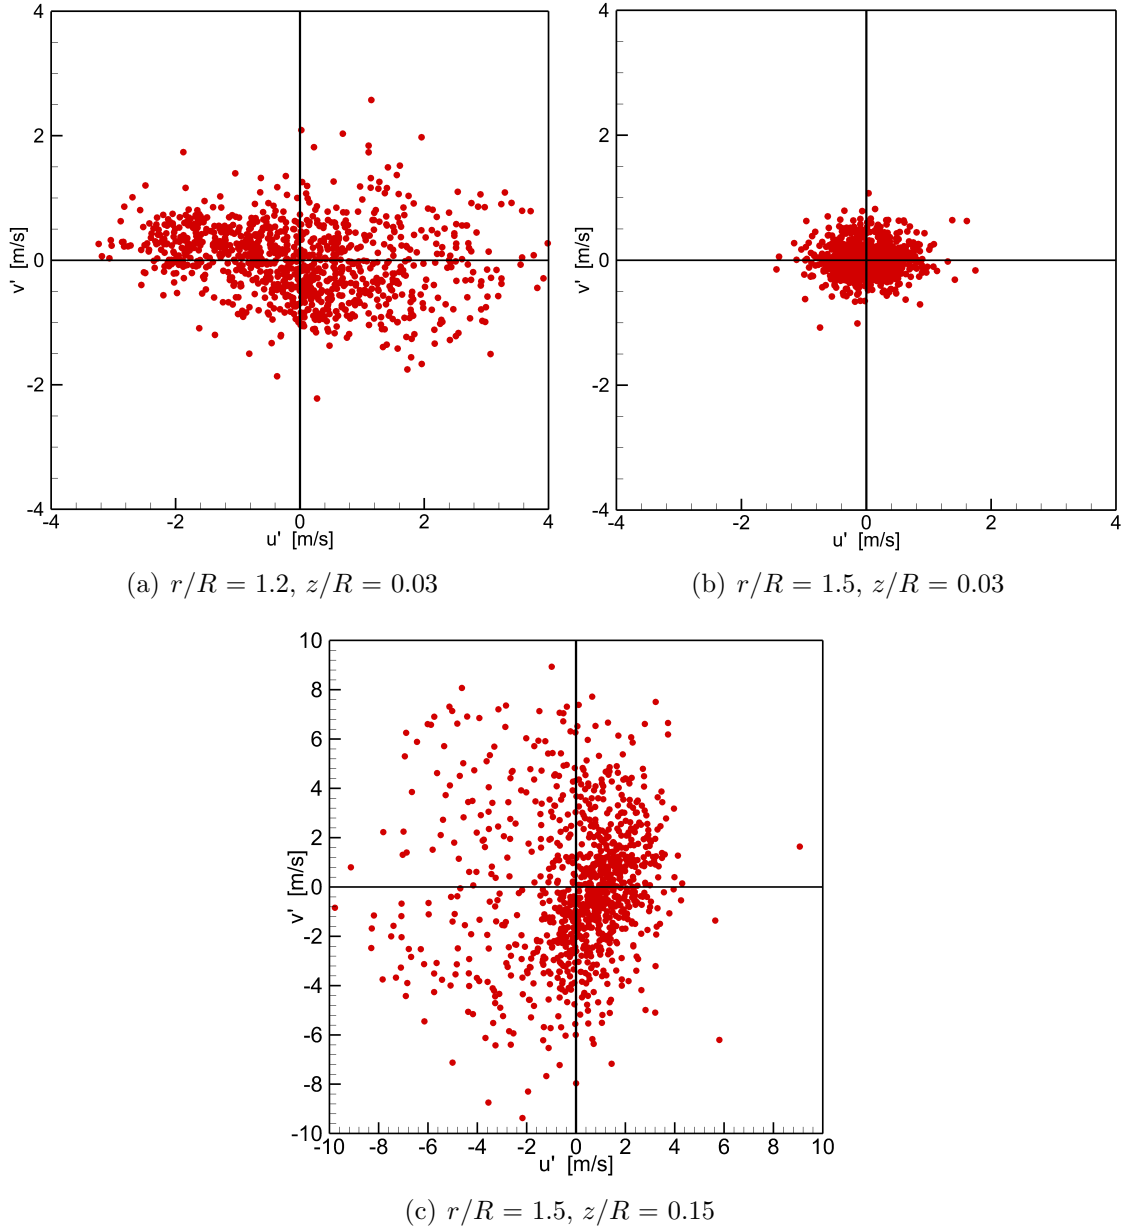 4
2
0
-2
-4
v' [m/s]
-4 -2 0 2 4
u' [m/s]
(a) r/R = 1.2, z/R = 0.03
4
2
0
-2
-4
v' [m/s]
-4 -2 0 2 4
u' [m/s]
(b) r/R = 1.5, z/R = 0.03
10
8
6
4
2
0
-2
-4
-6
-8
-10
v' [m/s]
-10 -8 -6 -4 -2 0 2 4 6 8 10
u' [m/s]
(c) r/R = 1.5, z/R = 0.15